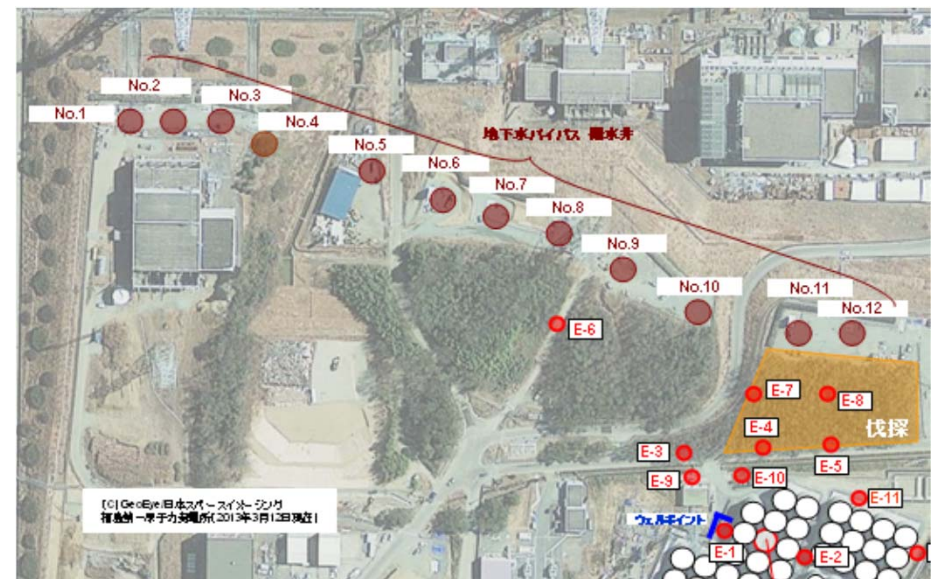 No.2
No.1
No.3
No.4
No.5
地下水バイパス 揚水井
No.6
No.7
No.8
No.9
No.10
No.11
No.12
E-6
E-7
E-8
伐採
E-4
E-3
E-5
E-9
E-10
E-11
[C]GeoEye/日本スペースイメージング
福島第一原子力発電所(2013年3月12日現在)
ウェルポイント
E-1
E-2